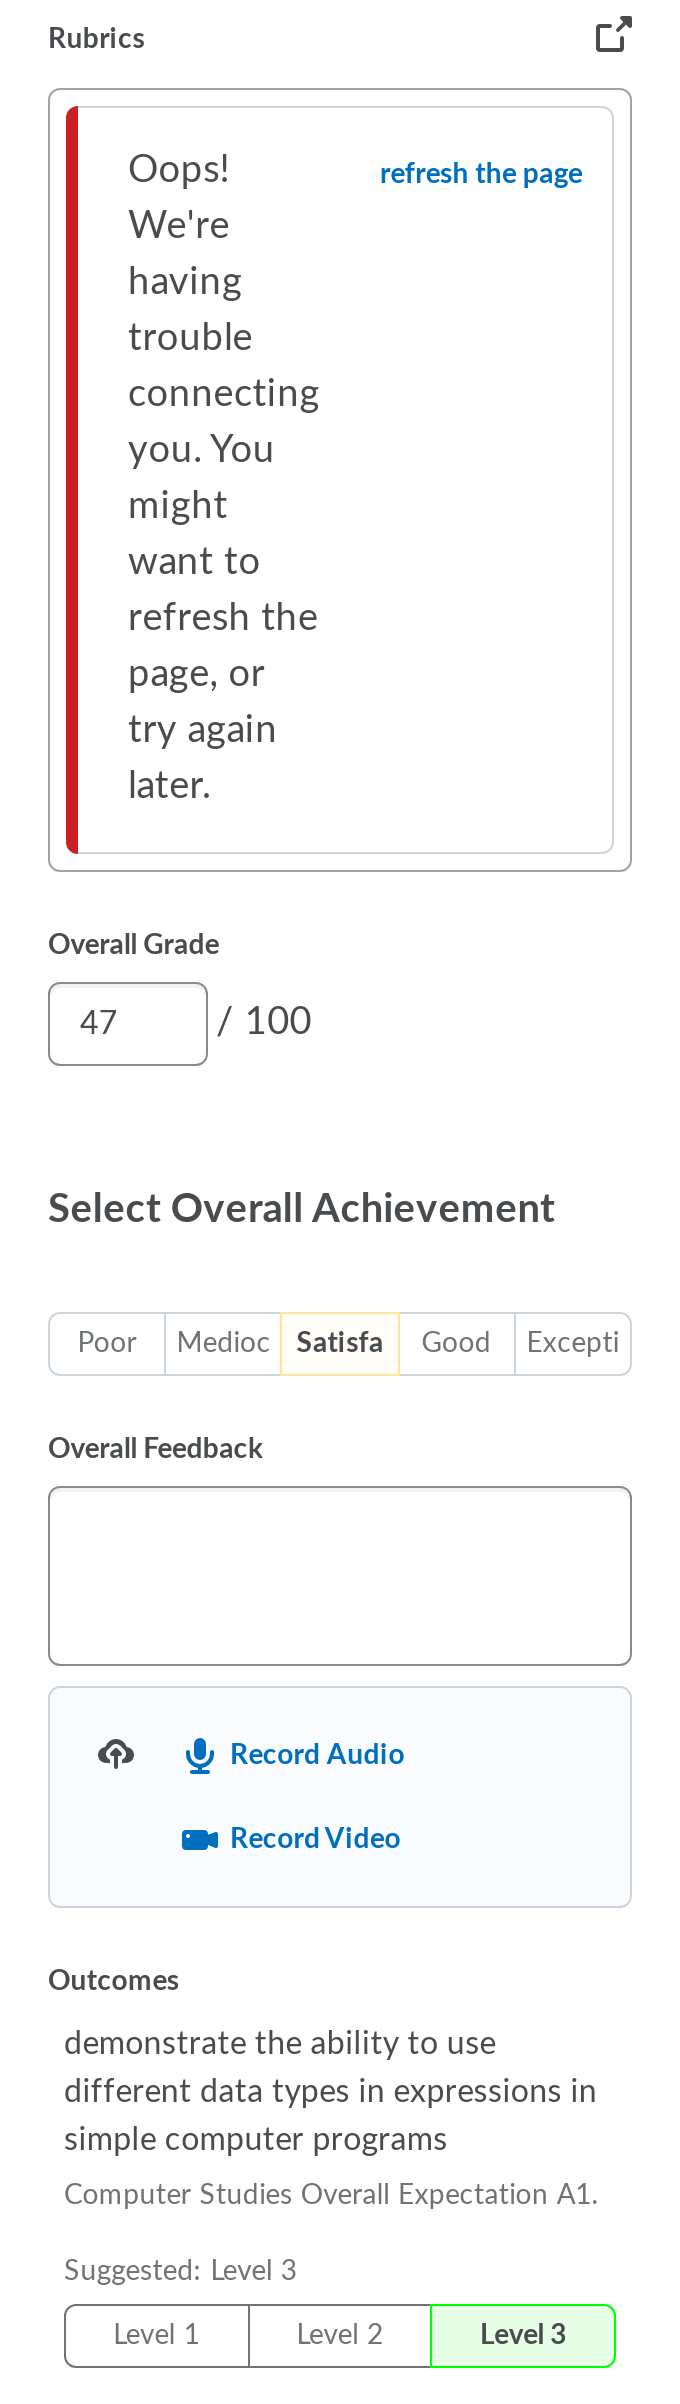 Rubrics
Oops!
We're
having
trouble
connecting
you. You
might
want to
refresh the
page, or
try again
later.
refresh the page
Overall Grade
47 / 100
Select Overall Achievement
Poor Medioc Satisfa Good Excepti
Overall Feedback
Record Audio
Record Video
Outcomes
demonstrate the ability to use
different data types in expressions in
simple computer programs
Computer Studies Overall Expectation A1.
Suggested: Level 3
Level 1 Level 2 Level 3